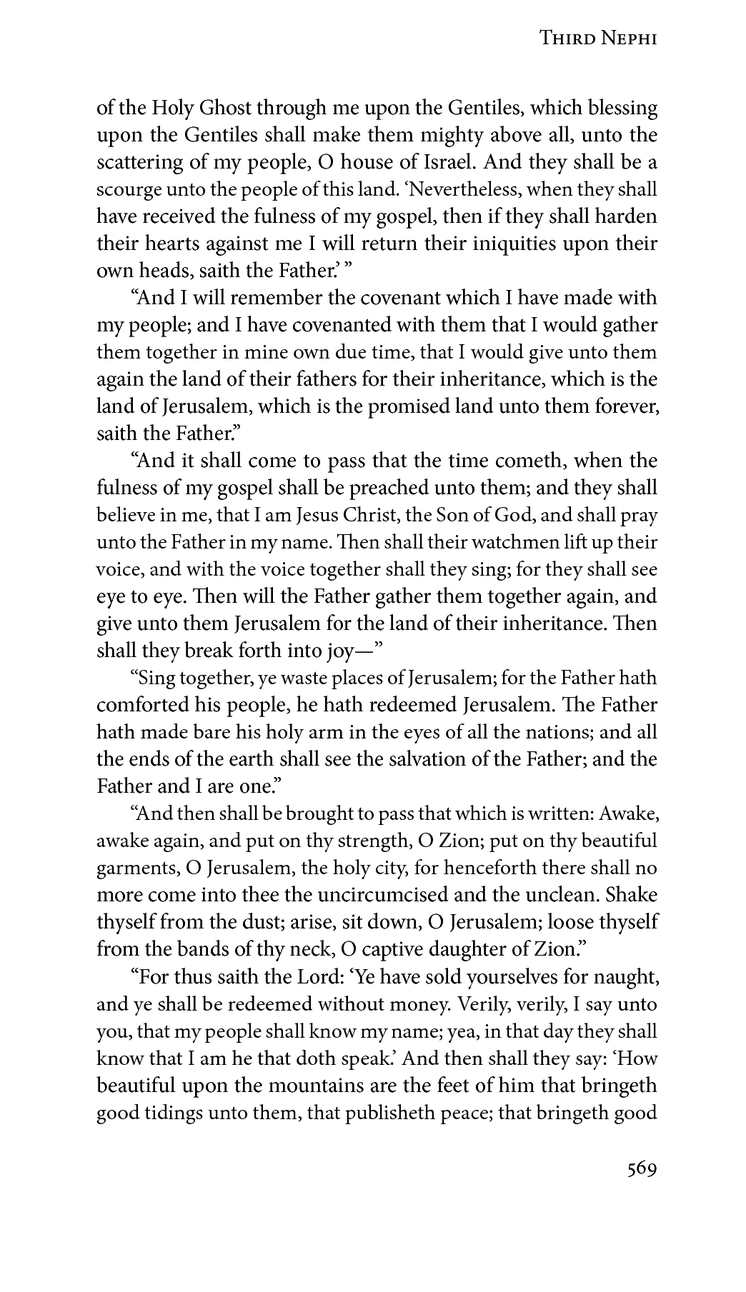 Third Nephi
of the Holy Ghost through me upon the Gentiles, which blessing
upon the Gentiles shall make them mighty above all, unto the
scattering of my people, O house of Israel. And they shall be a
scourge unto the people of this land. ‘Nevertheless, when they shall
have received the fulness of my gospel, then if they shall harden
their hearts against me I will return their iniquities upon their
own heads, saith the Father.’ ”
“And I will remember the covenant which I have made with
my people; and I have covenanted with them that I would gather
them together in mine own due time, that I would give unto them
again the land of their fathers for their inheritance, which is the
land of Jerusalem, which is the promised land unto them forever,
saith the Father.”
“And it shall come to pass that the time cometh, when the
fulness of my gospel shall be preached unto them; and they shall
believe in me, that I am Jesus Christ, the Son of God, and shall pray
unto the Father in my name. Then shall their watchmen lift up their
voice, and with the voice together shall they sing; for they shall see
eye to eye. Then will the Father gather them together again, and
give unto them Jerusalem for the land of their inheritance. Then
shall they break forth into joy—”
“Sing together, ye waste places of Jerusalem; for the Father hath
comforted his people, he hath redeemed Jerusalem. The Father
hath made bare his holy arm in the eyes of all the nations; and all
the ends of the earth shall see the salvation of the Father; and the
Father and I are one.”
“And then shall be brought to pass that which is written: Awake,
awake again, and put on thy strength, O Zion; put on thy beautiful
garments, O Jerusalem, the holy city, for henceforth there shall no
more come into thee the uncircumcised and the unclean. Shake
thyself from the dust; arise, sit down, O Jerusalem; loose thyself
from the bands of thy neck, O captive daughter of Zion.”
“For thus saith the Lord: ‘Ye have sold yourselves for naught,
and ye shall be redeemed without money. Verily, verily, I say unto
you, that my people shall know my name; yea, in that day they shall
know that I am he that doth speak.’ And then shall they say: ‘How
beautiful upon the mountains are the feet of him that bringeth
good tidings unto them, that publisheth peace; that bringeth good
569